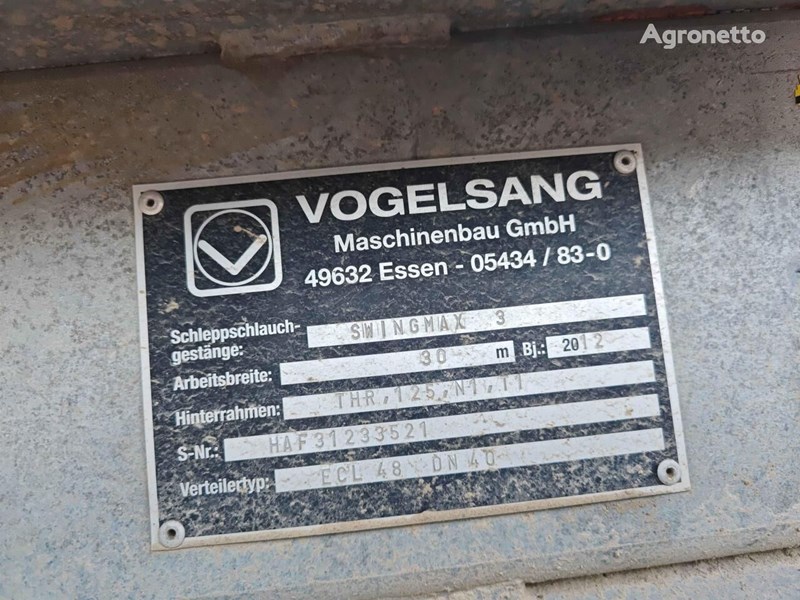 Agronetto
VOGELSANG
Maschinenbau GmbH
49632 Essen - 05434 / 83-0
Schleppschlauch-
gestänge: SWINGMAX 3
Arbeitsbreite: 30 m Bj.: 2012
Hinterrahmen: THR,125,N1,T1
S-Nr.: HAF31233521
Verteilertyp: ECL 48 DN 40